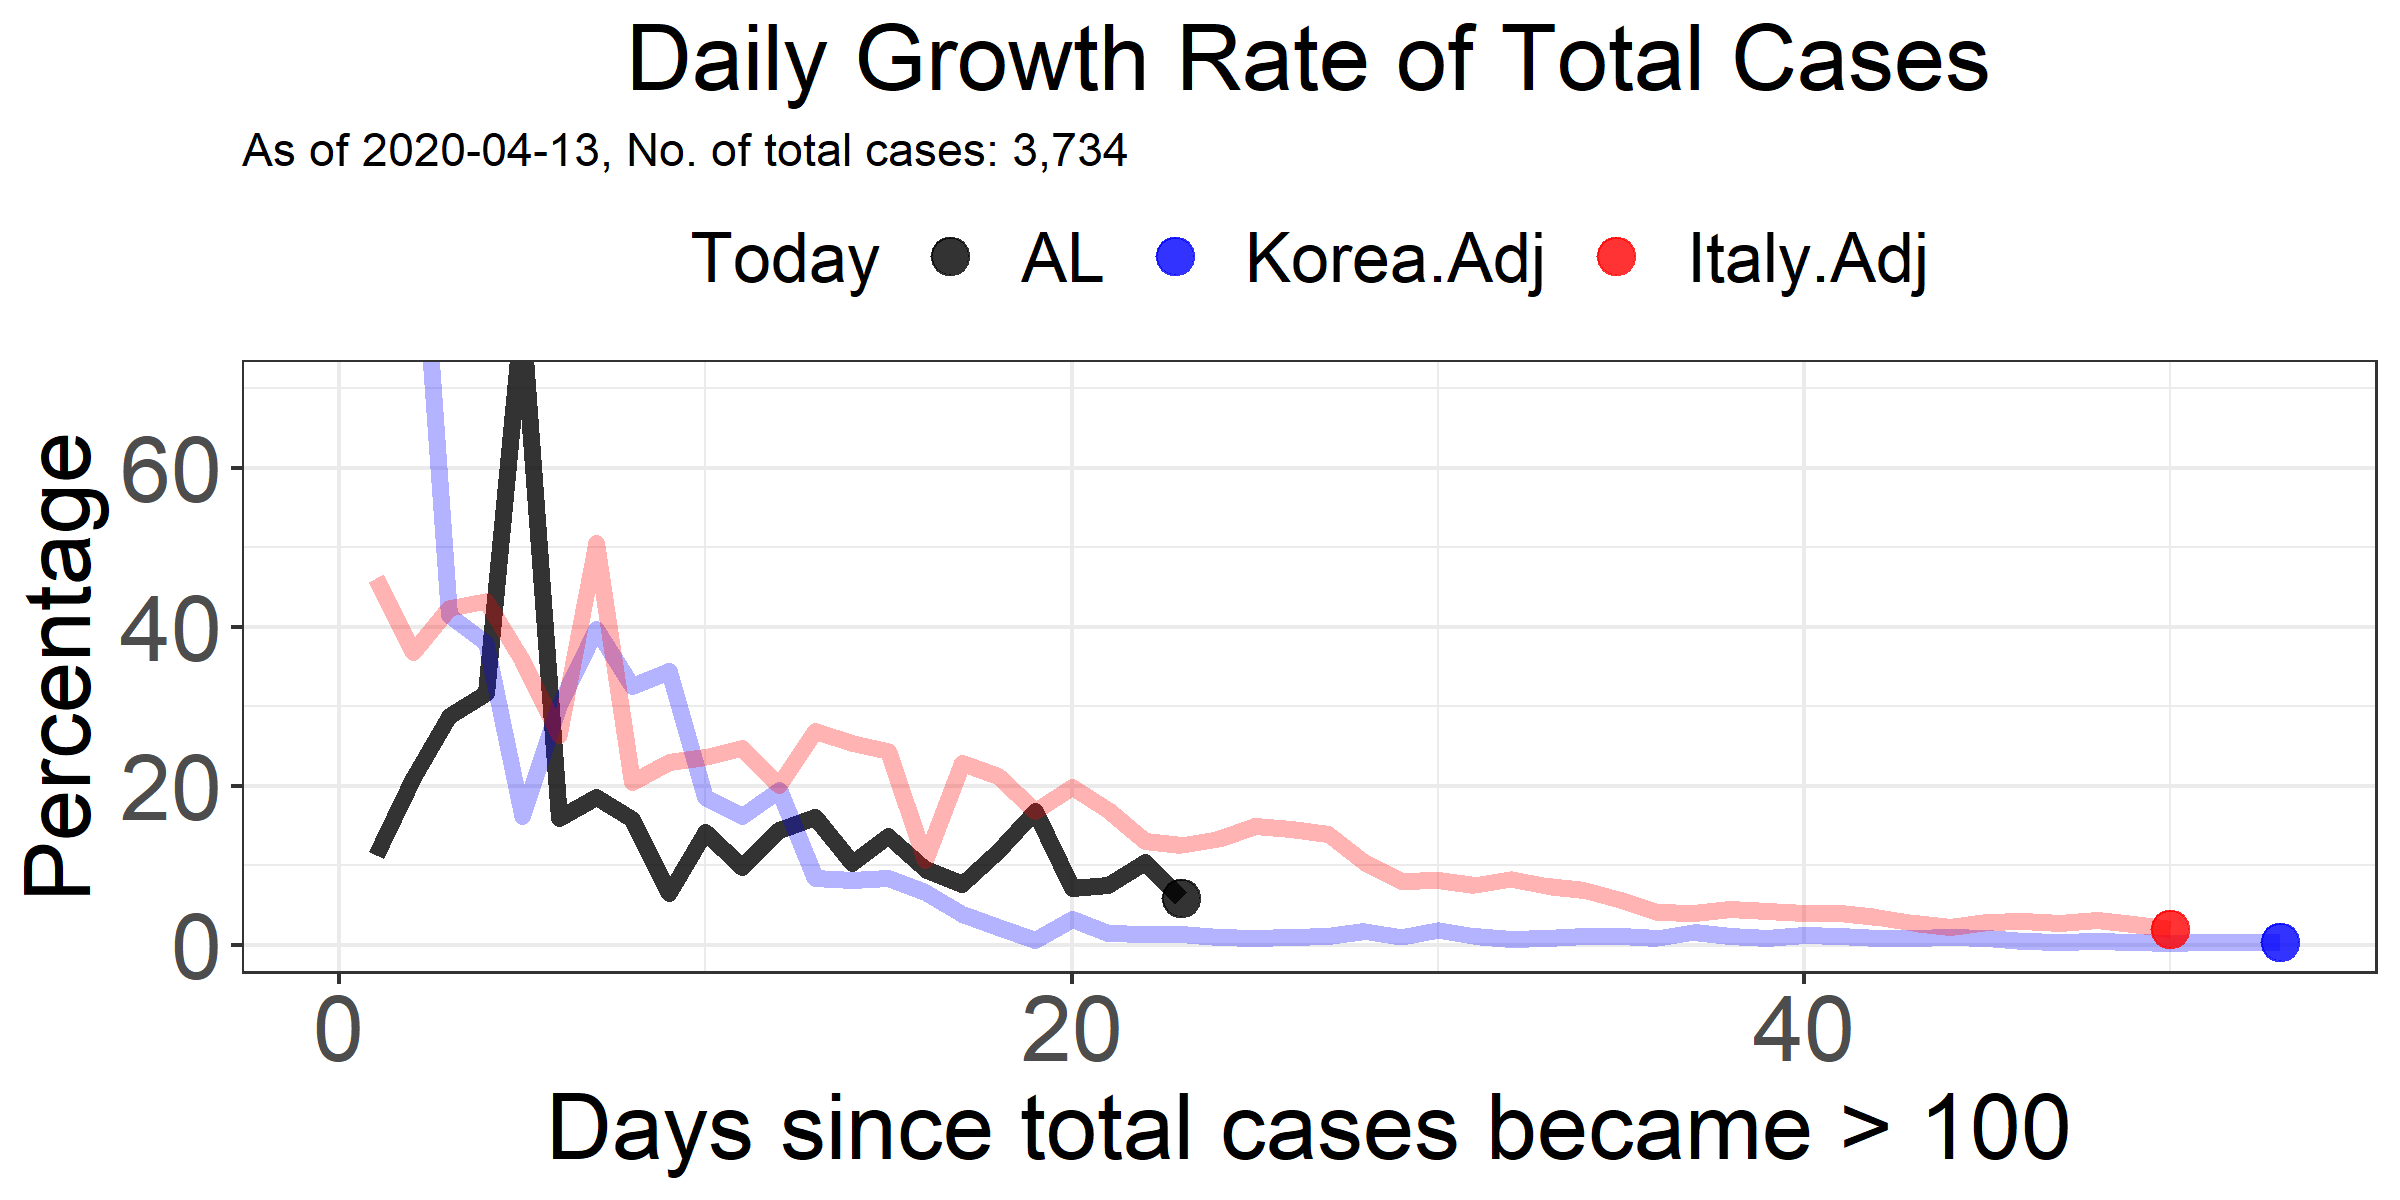 Daily Growth Rate of Total Cases
As of 2020-04-13, No. of total cases: 3,734
Today AL Korea.Adj Italy.Adj
Percentage
60
40
20
0
0 20 40
Days since total cases became > 100